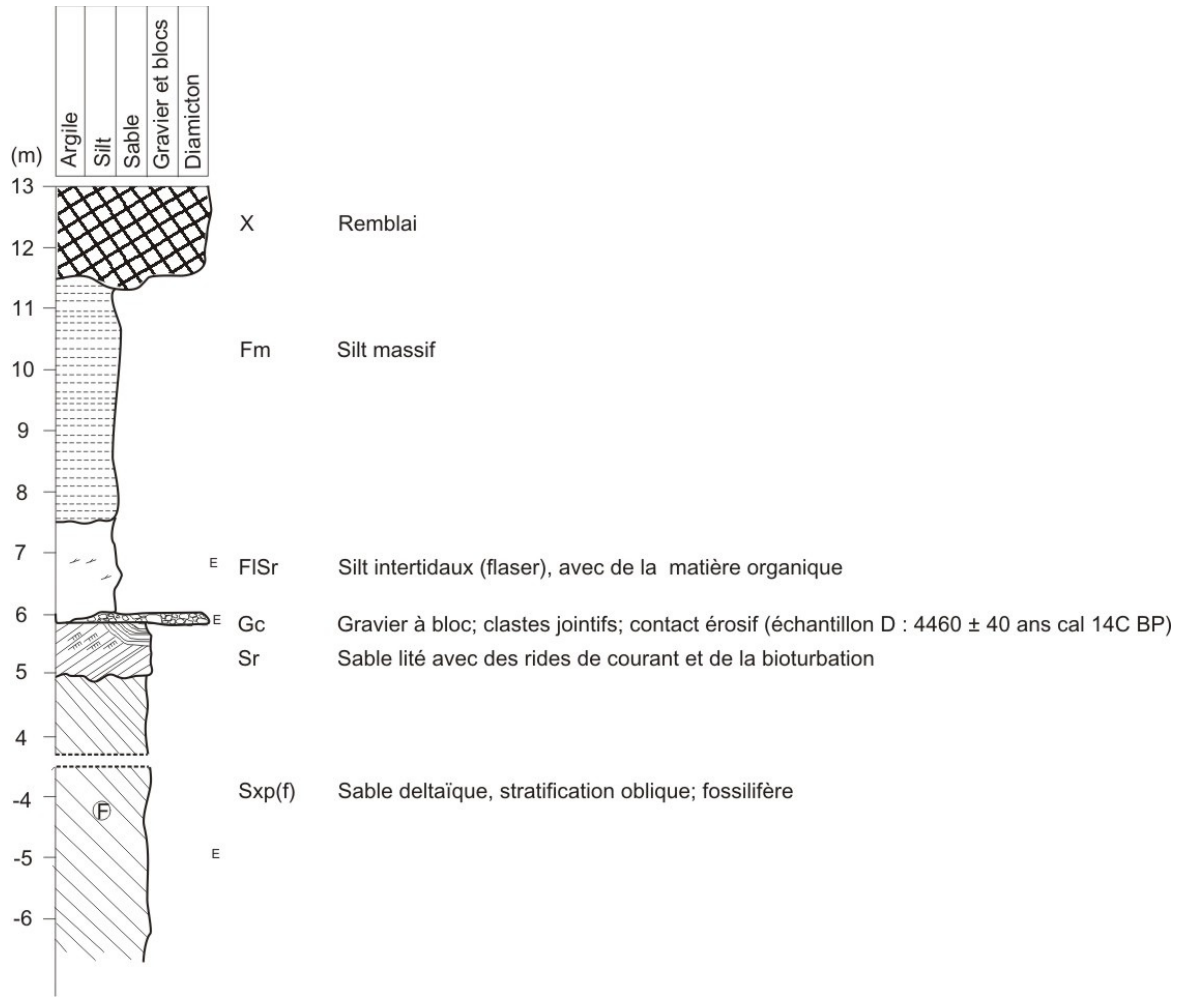 Argile
Silt
Sable
Gravier et blocs
Diamicton
(m)
13
X Remblai
12
11
Fm Silt massif
10
9
8
7
E FlSr Silt intertidaux (flaser), avec de la matière organique
6
E Gc Gravier à bloc; clastes jointifs; contact érosif (échantillon D : 4460 ± 40 ans cal 14C BP)
Sr Sable lité avec des rides de courant et de la bioturbation
5
4
Sxp(f) Sable deltaïque, stratification oblique; fossilifère
-4
F
-5
E
-6